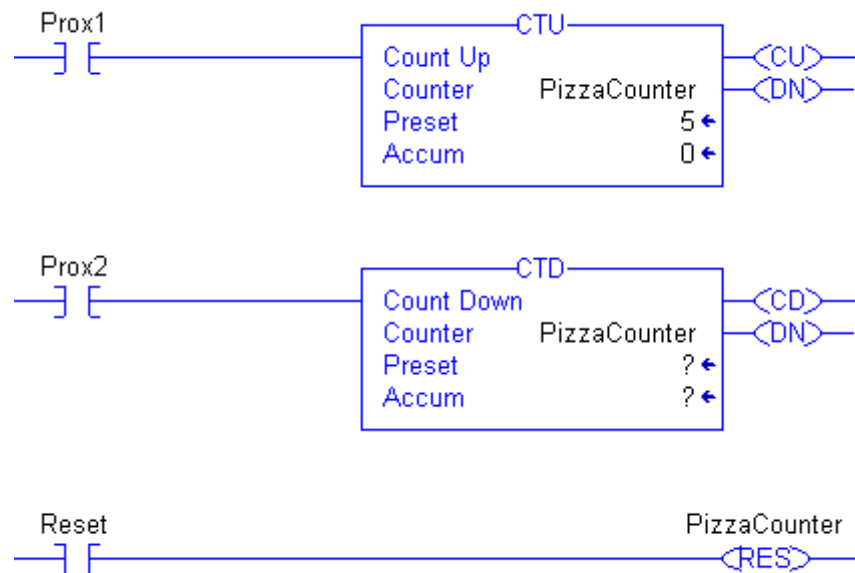 Prox1
CTU
Count Up
CU
Counter PizzaCounter
DN
Preset 5
Accum 0
Prox2
CTD
Count Down
CD
Counter PizzaCounter
DN
Preset ?
Accum ?
Reset PizzaCounter
RES